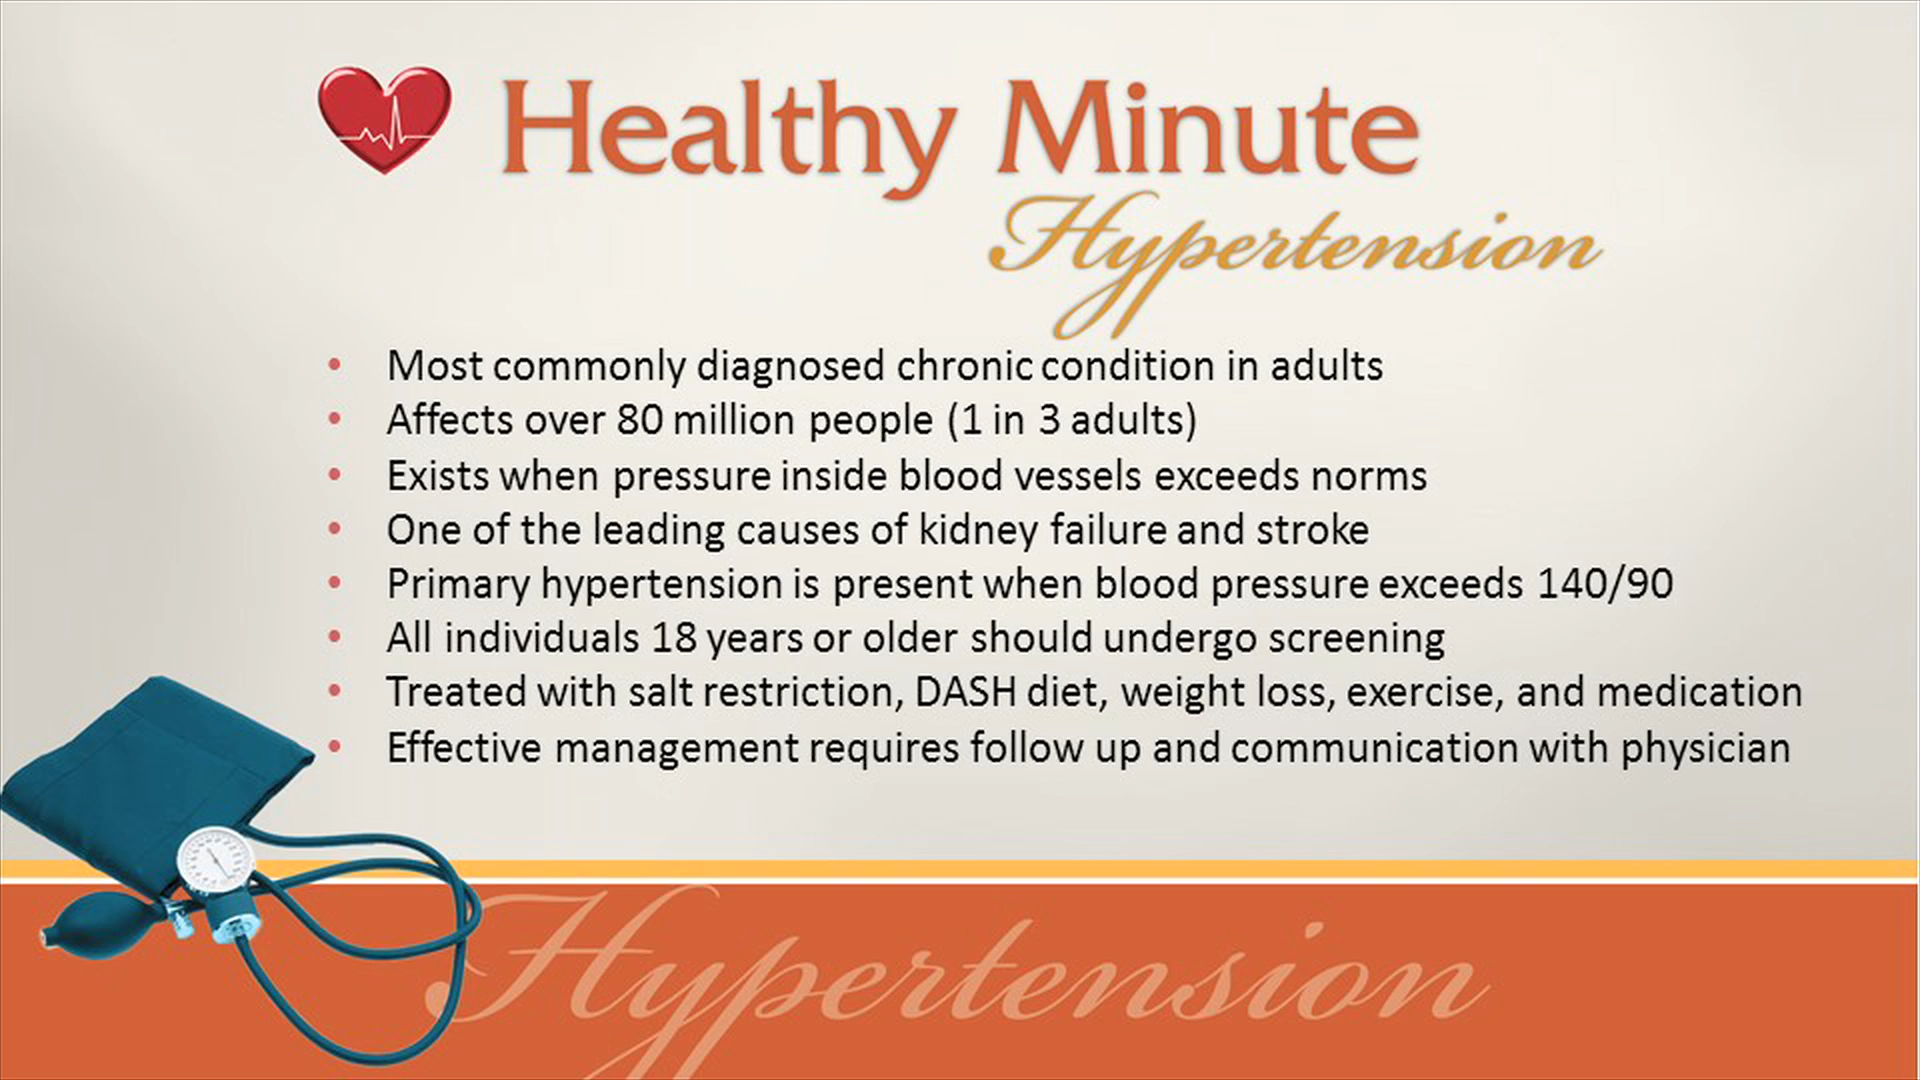 Healthy Minute
Hypertension
• Most commonly diagnosed chronic condition in adults
• Affects over 80 million people (1 in 3 adults)
• Exists when pressure inside blood vessels exceeds norms
• One of the leading causes of kidney failure and stroke
• Primary hypertension is present when blood pressure exceeds 140/90
• All individuals 18 years or older should undergo screening
• Treated with salt restriction, DASH diet, weight loss, exercise, and medication
• Effective management requires follow up and communication with physician
Hypertension